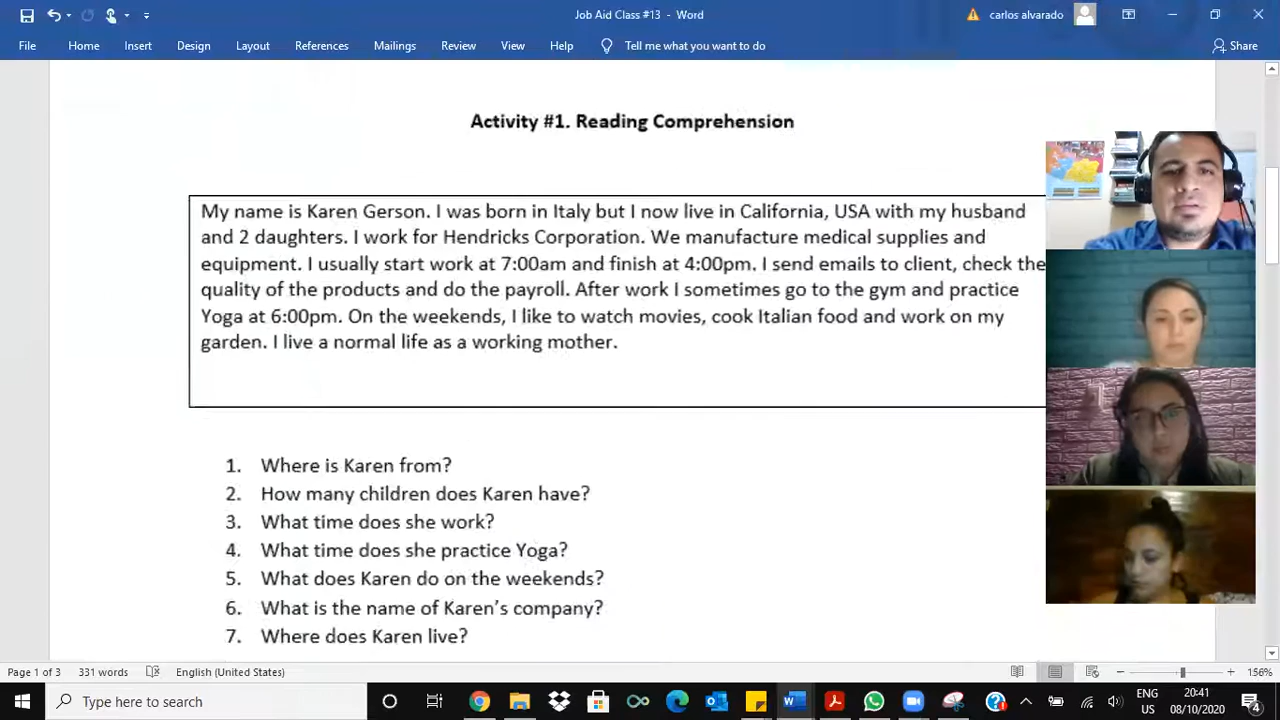 Job Aid Class #13 - Word
carlos alvarado
File Home Insert Design Layout References Mailings Review View Help Tell me what you want to do Share
Activity #1. Reading Comprehension
My name is Karen Gerson. I was born in Italy but I now live in California, USA with my husband
and 2 daughters. I work for Hendricks Corporation. We manufacture medical supplies and
equipment. I usually start work at 7:00am and finish at 4:00pm. I send emails to client, check the
quality of the products and do the payroll. After work I sometimes go to the gym and practice
Yoga at 6:00pm. On the weekends, I like to watch movies, cook Italian food and work on my
garden. I live a normal life as a working mother.
1. Where is Karen from?
2. How many children does Karen have?
3. What time does she work?
4. What time does she practice Yoga?
5. What does Karen do on the weekends?
6. What is the name of Karen's company?
7. Where does Karen live?
Page 1 of 3 331 words English (United States) 156%
Type here to search
ENG 20:41
US 08/10/2020
4